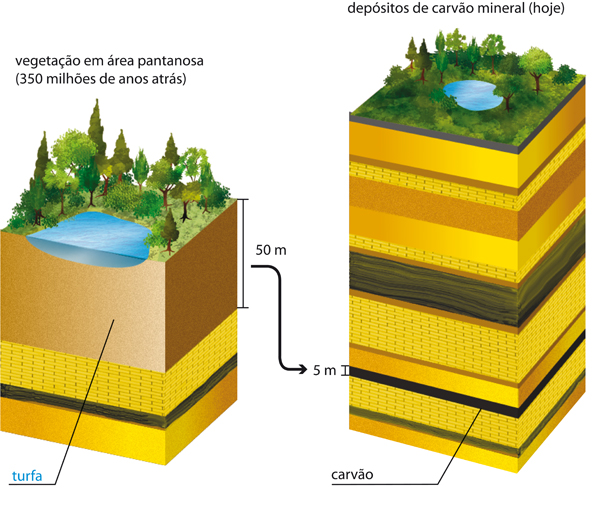 vegetação em área pantanosa
(350 milhões de anos atrás)
50 m
turfa
depósitos de carvão mineral (hoje)
5 m
carvão